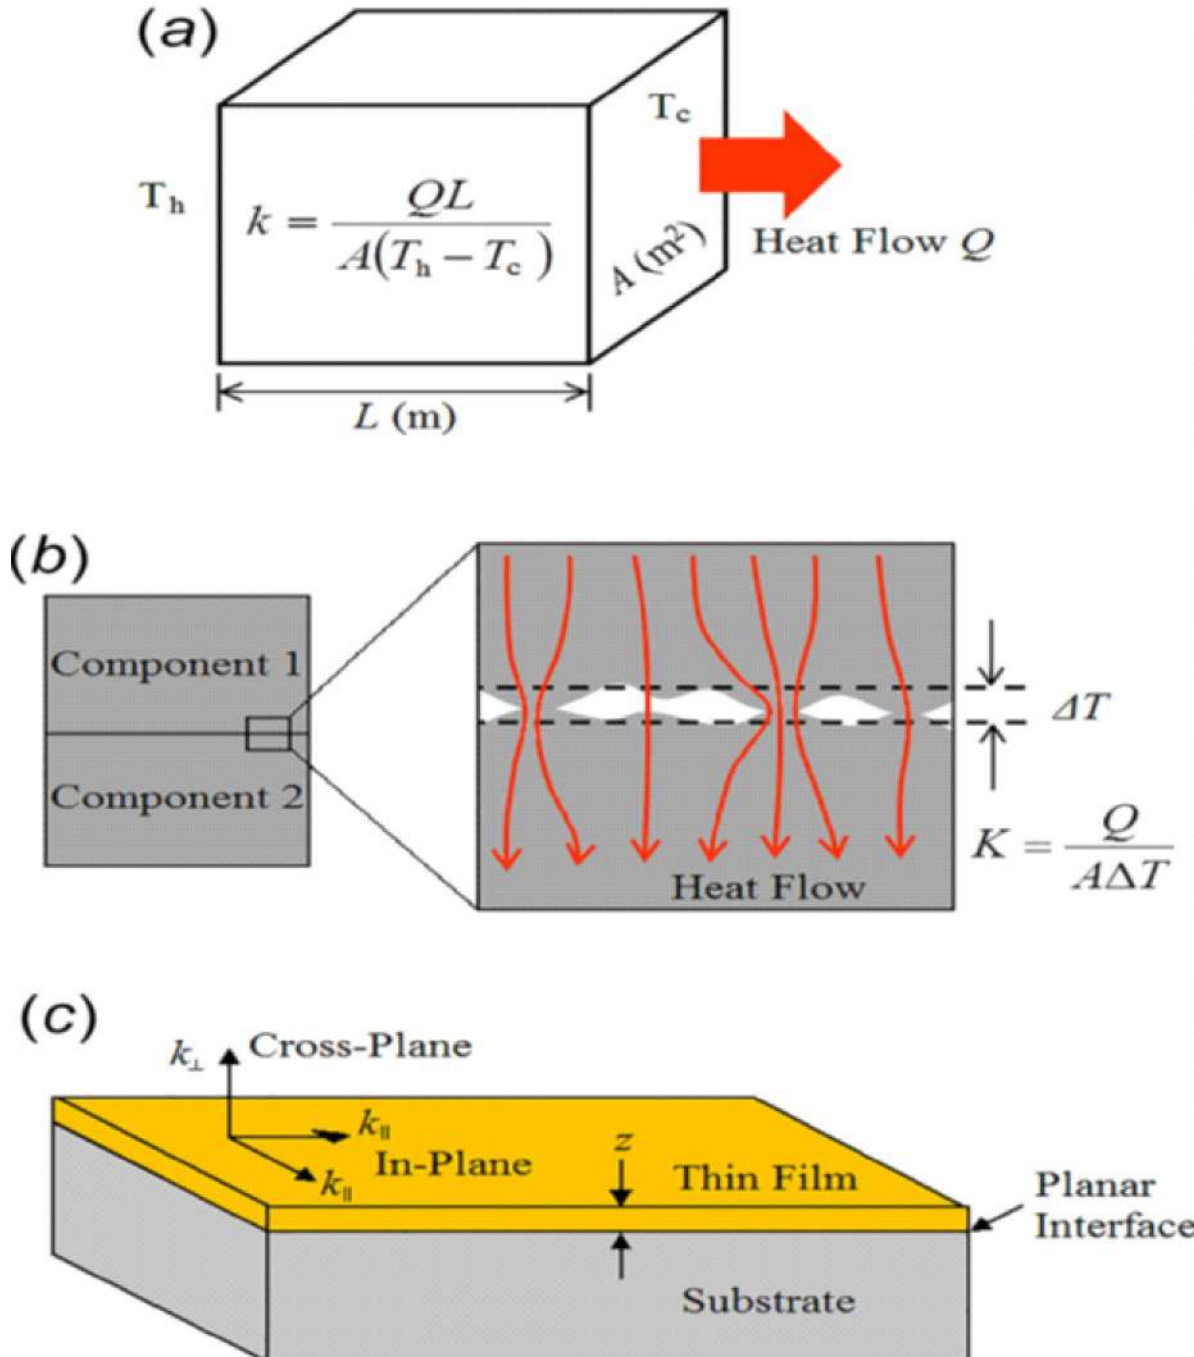 (a)
T_c
T_h
k = QL / A(T_h − T_c)
A (m²)
Heat Flow Q
L (m)
(b)
Component 1
Component 2
ΔT
K = Q / AΔT
Heat Flow
(c)
k⊥ Cross-Plane
k∥
In-Plane
k∥
z
Thin Film
Planar
Interface
Substrate